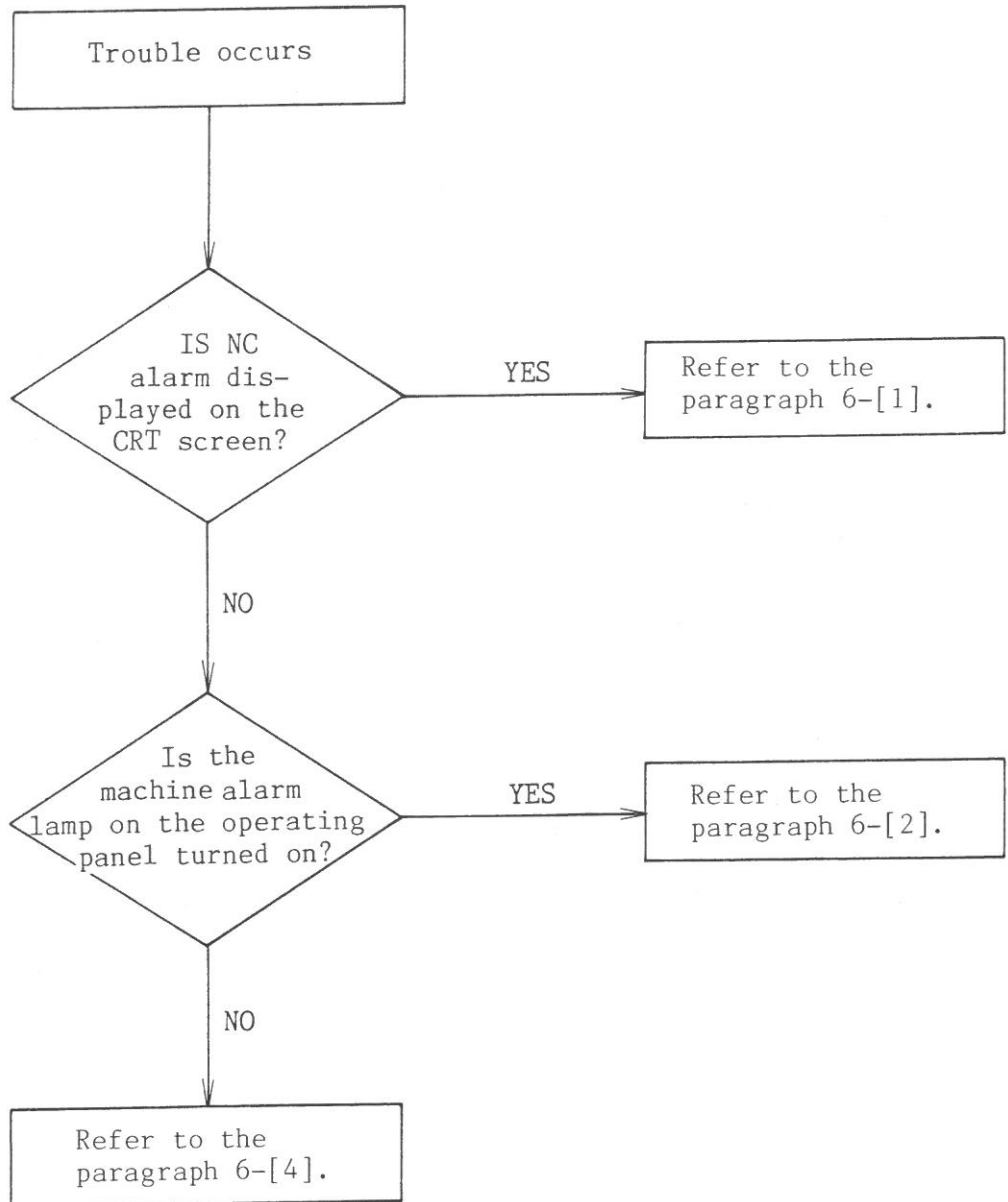 Trouble occurs
IS NC
alarm dis-
played on the
CRT screen?
YES
Refer to the
paragraph 6-[1].
NO
Is the
machine alarm
lamp on the operating
panel turned on?
YES
Refer to the
paragraph 6-[2].
NO
Refer to the
paragraph 6-[4].